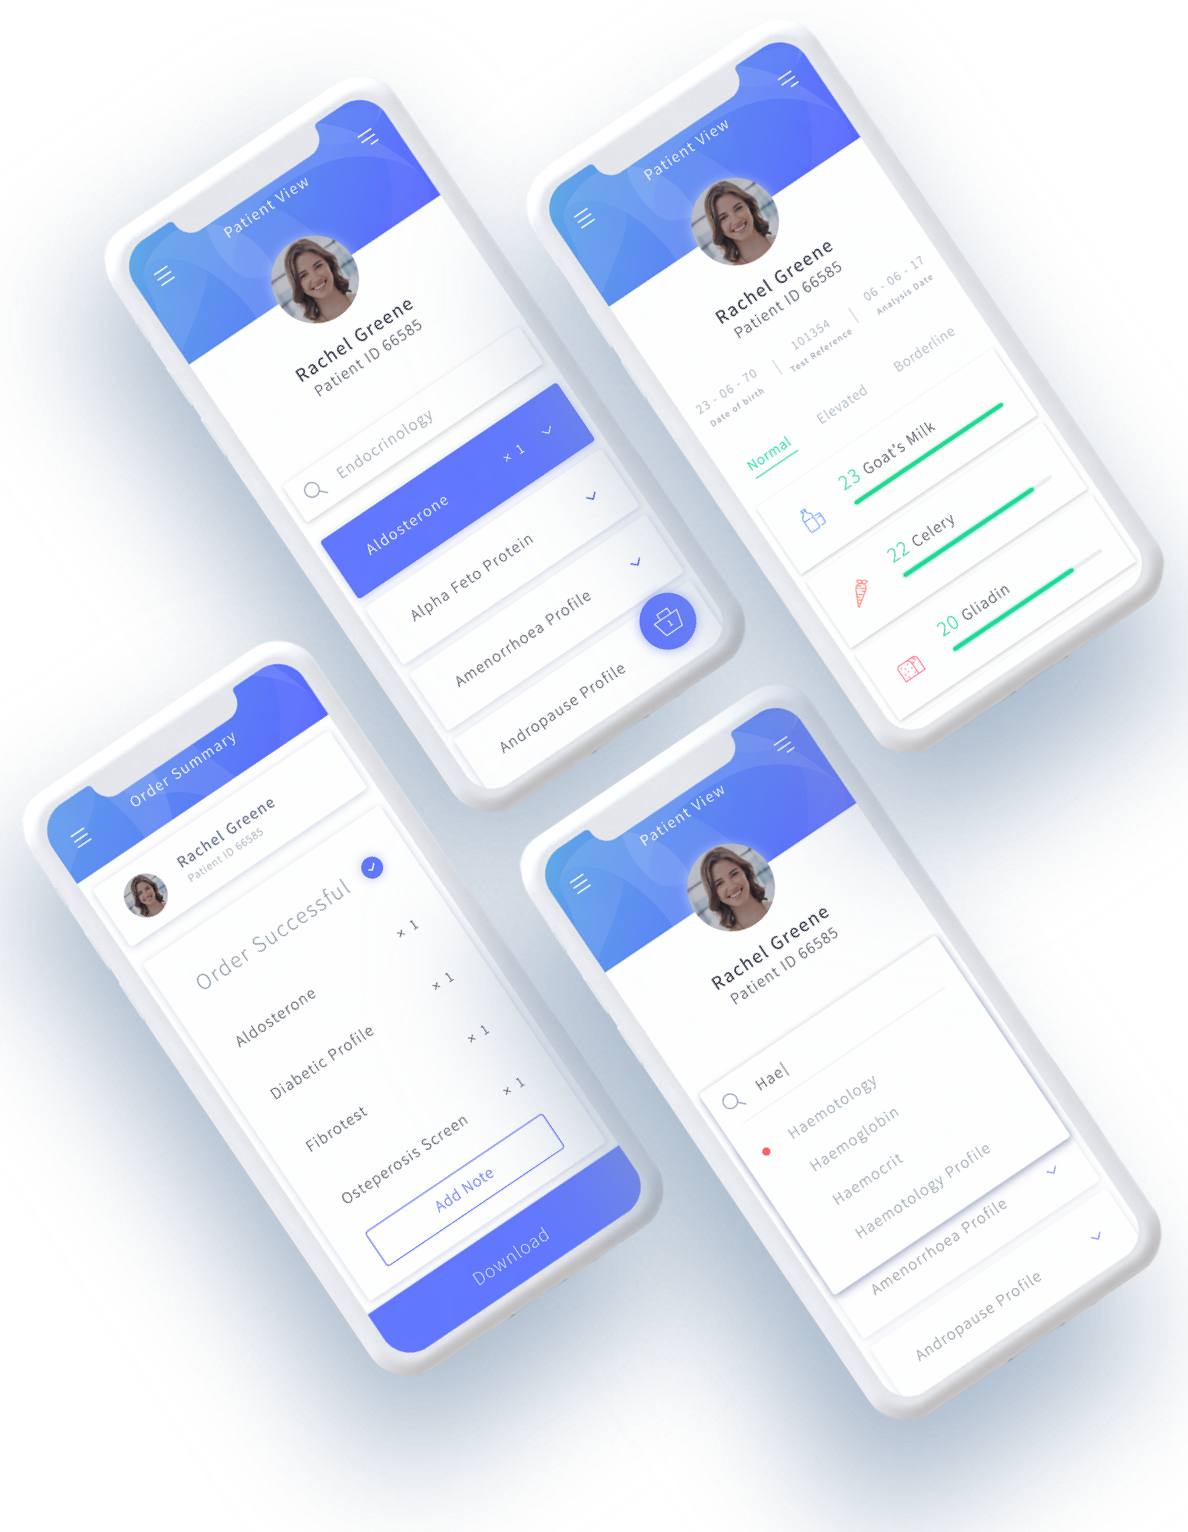 Patient View
Rachel Greene
Patient ID 66585
Endocrinology
Aldosterone × 1
Alpha Feto Protein
Amenorrhoea Profile
1
Andropause Profile
Patient View
Rachel Greene
Patient ID 66585
23 - 06 - 70
Date of birth
101354
Test Reference
06 - 06 - 17
Analysis Date
Normal Elevated Borderline
23 Goat's Milk
22 Celery
20 Gliadin
Order Summary
Rachel Greene
Patient ID 66585
Order Successful
Aldosterone × 1
Diabetic Profile × 1
Fibrotest × 1
Osteperosis Screen × 1
Add Note
Download
Patient View
Rachel Greene
Patient ID 66585
Hae
Haemotology
Haemoglobin
Haemocrit
Haemotology Profile
Amenorrhoea Profile
Andropause Profile